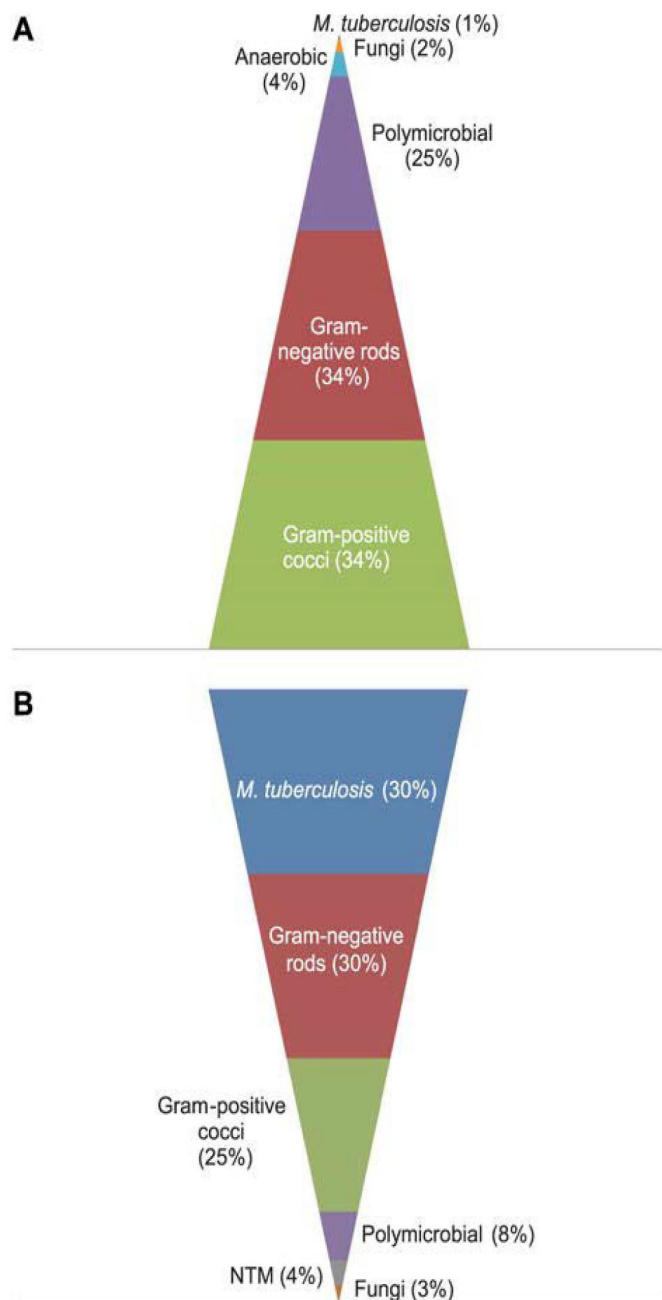 A
M. tuberculosis (1%)
Fungi (2%)
Anaerobic
(4%)
Polymicrobial
(25%)
Gram-
negative rods
(34%)
Gram-positive
cocci (34%)
B
M. tuberculosis (30%)
Gram-negative
rods (30%)
Gram-positive
cocci
(25%)
Polymicrobial (8%)
NTM (4%)
Fungi (3%)